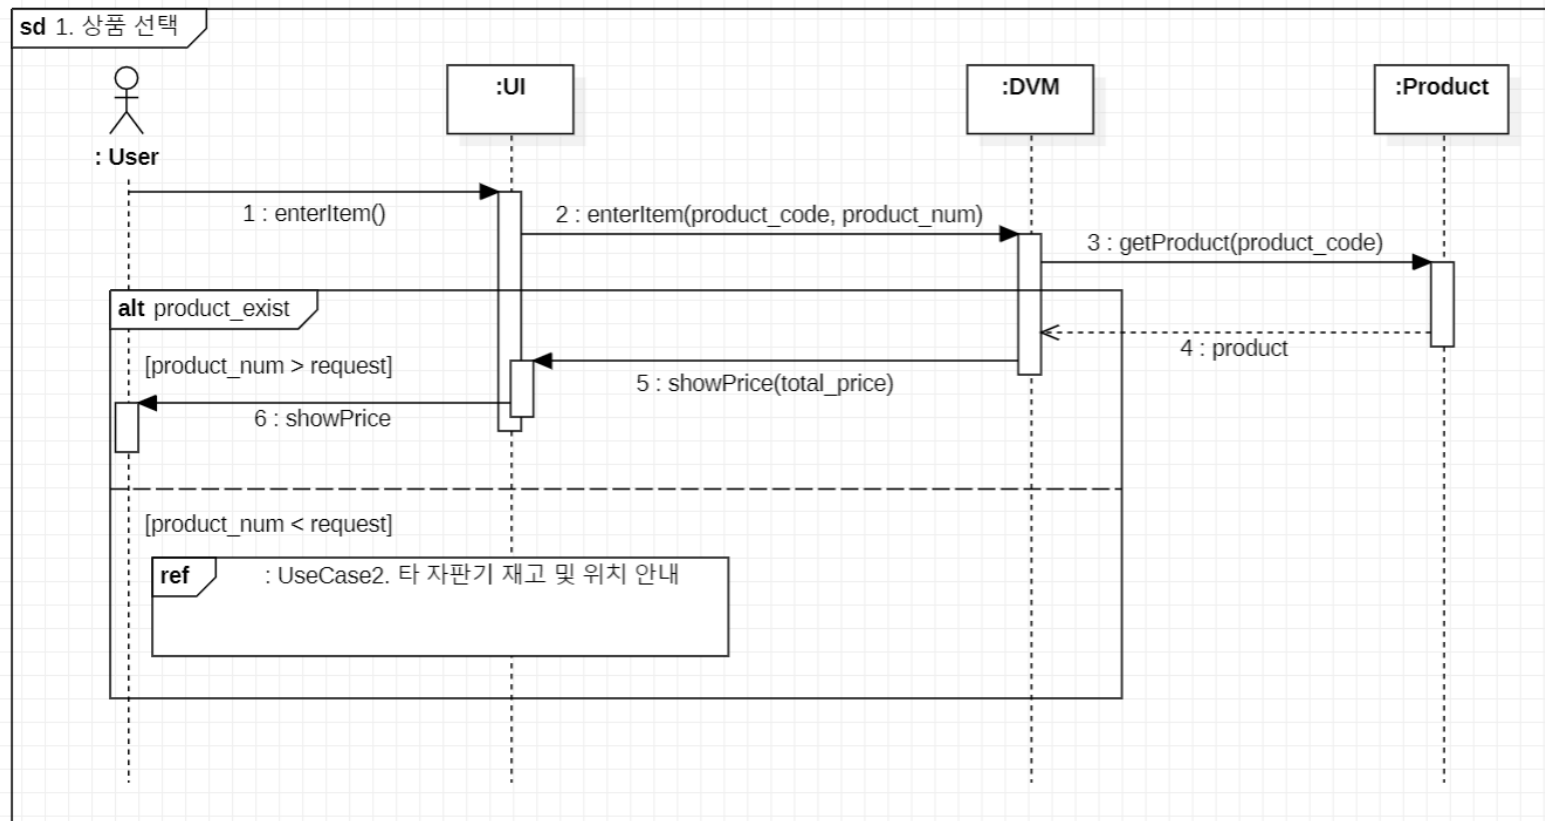 sd 1. 상품 선택
: User
:UI
:DVM
:Product
1 : enterItem()
2 : enterItem(product_code, product_num)
3 : getProduct(product_code)
alt product_exist
4 : product
[product_num > request]
5 : showPrice(total_price)
6 : showPrice
[product_num < request]
ref : UseCase2. 타 자판기 재고 및 위치 안내